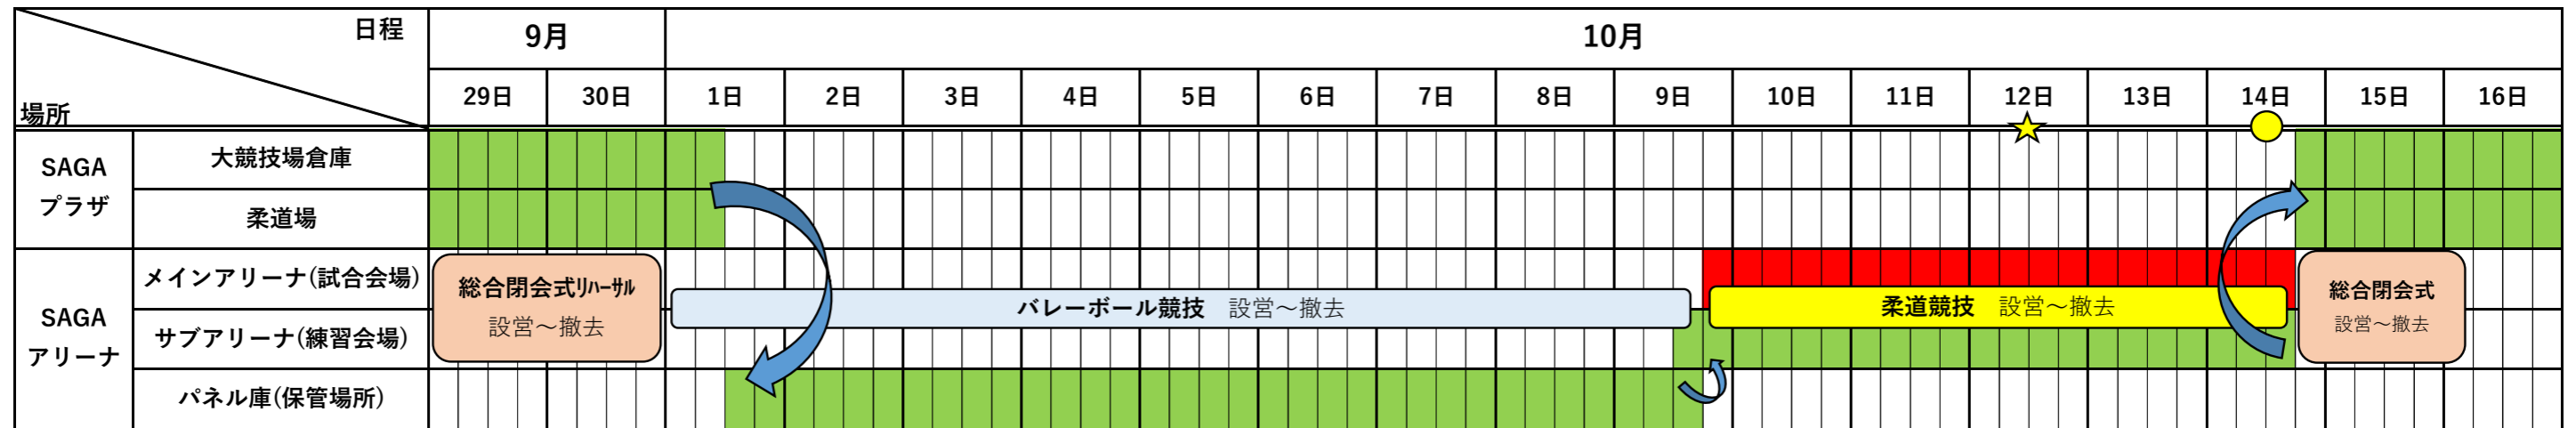 日程
9月
10月
29日
30日
1日
2日
3日
4日
5日
6日
7日
8日
9日
10日
11日
12日
13日
14日
15日
16日
場所
SAGA
プラザ
大競技場倉庫
柔道場
SAGA
アリーナ
メインアリーナ(試合会場)
サブアリーナ(練習会場)
パネル庫(保管場所)
総合閉会式ﾘﾊｰｻﾙ
設営～撤去
バレーボール競技　設営～撤去
柔道競技　設営～撤去
総合閉会式
設営～撤去